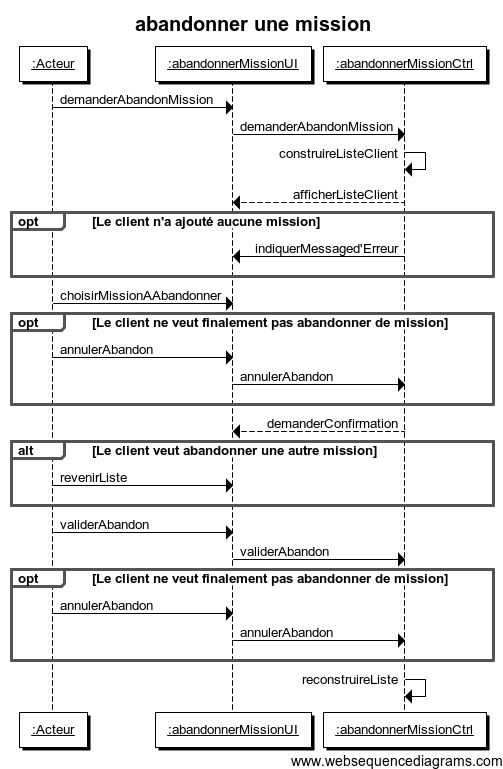 abandonner une mission
:Acteur
:abandonnerMissionUI
:abandonnerMissionCtrl
demanderAbandonMission
demanderAbandonMission
construireListeClient
afficherListeClient
opt [Le client n'a ajouté aucune mission]
indiquerMessaged'Erreur
choisirMissionAAbandonner
opt [Le client ne veut finalement pas abandonner de mission]
annulerAbandon
annulerAbandon
demanderConfirmation
alt [Le client veut abandonner une autre mission]
revenirListe
validerAbandon
validerAbandon
opt [Le client ne veut finalement pas abandonner de mission]
annulerAbandon
annulerAbandon
reconstruireListe
:Acteur
:abandonnerMissionUI
:abandonnerMissionCtrl
www.websequencediagrams.com